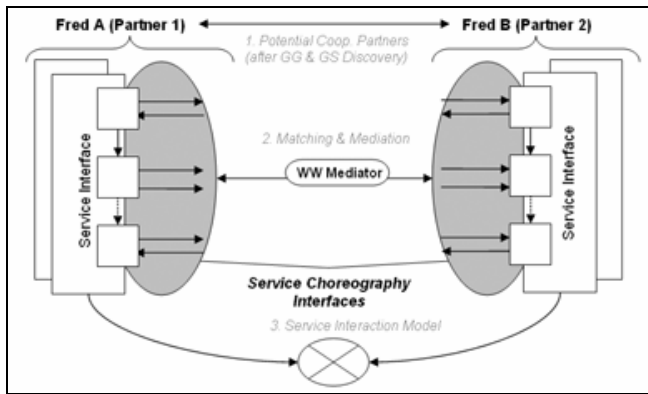 Fred A (Partner 1)
Fred B (Partner 2)
1. Potential Coop. Partners
(after GG & GS Discovery)
Service Interface
2. Matching & Mediation
WW Mediator
Service Interface
Service Choreography
Interfaces
3. Service Interaction Model